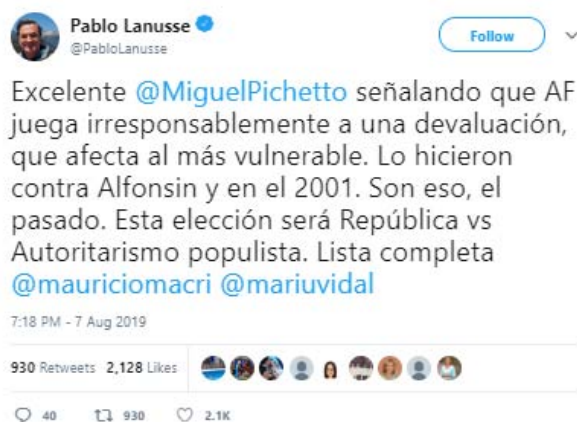 Pablo Lanusse
@PabloLanusse
Follow
Excelente @MiguelPichetto señalando que AF
juega irresponsablemente a una devaluación,
que afecta al más vulnerable. Lo hicieron
contra Alfonsin y en el 2001. Son eso, el
pasado. Esta elección será República vs
Autoritarismo populista. Lista completa
@mauriciomacri @mariuvidal
7:18 PM - 7 Aug 2019
930 Retweets 2,128 Likes
40 930 2.1K